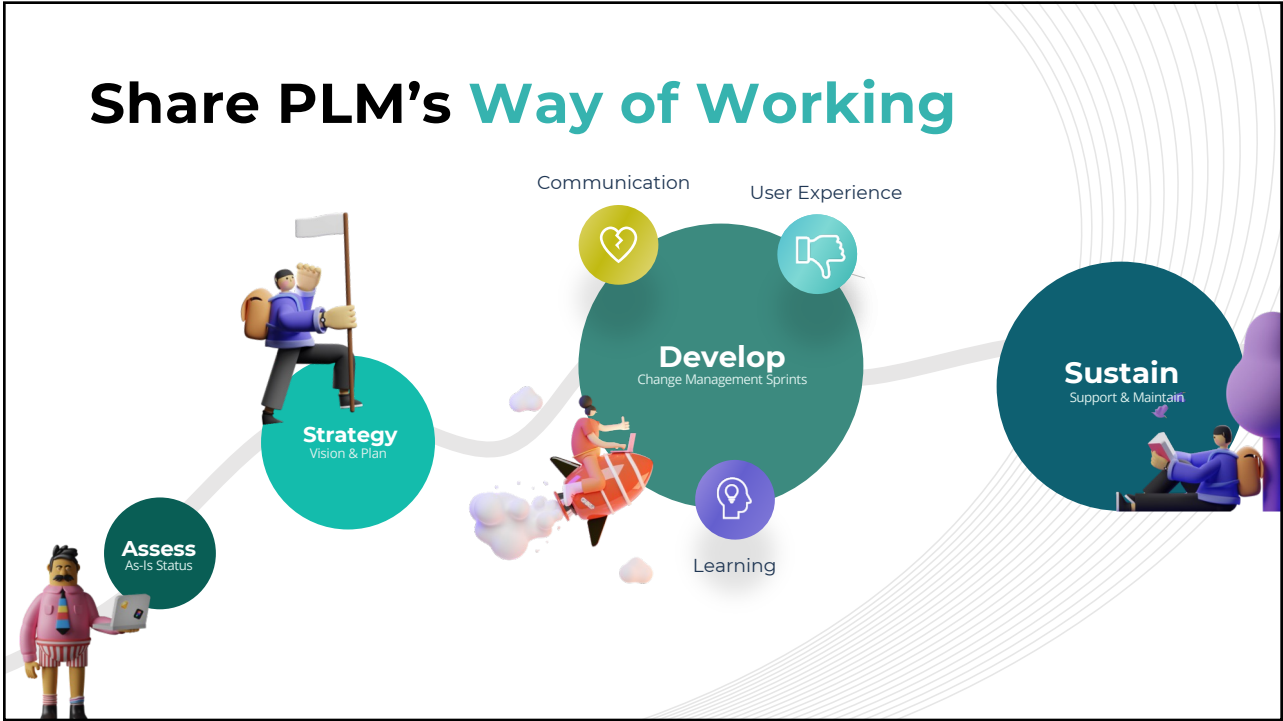 Share PLM’s Way of Working
Communication
User Experience
Develop
Change Management Sprints
Sustain
Support & Maintain
Strategy
Vision & Plan
Assess
As-Is Status
Learning